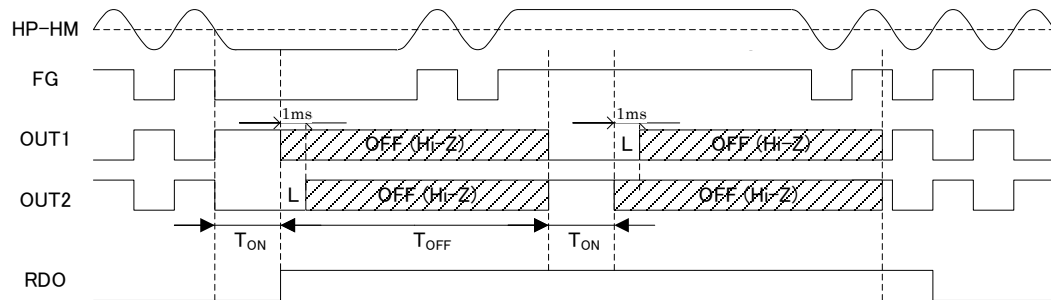 HP-HM
FG
1ms 1ms
OUT1 OFF (Hi-Z) L OFF (Hi-Z)
OUT2 L OFF (Hi-Z) OFF (Hi-Z)
TON TOFF TON
RDO